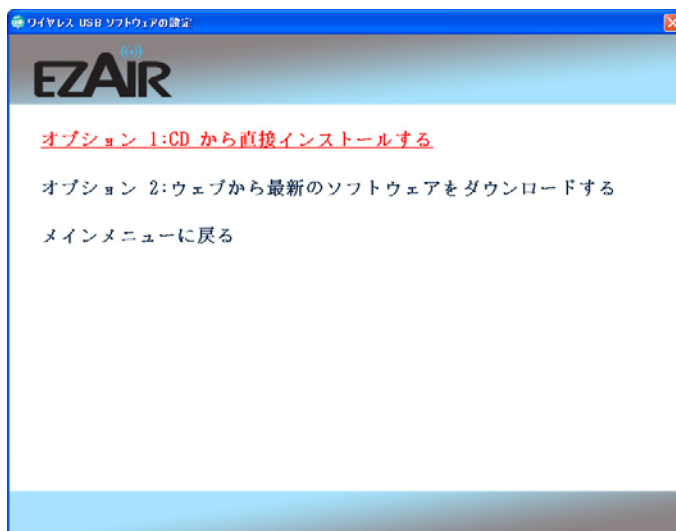 ワイヤレス USB ソフトウェアの設定
EZAIR
オプション 1:CD から直接インストールする
オプション 2:ウェブから最新のソフトウェアをダウンロードする
メインメニューに戻る